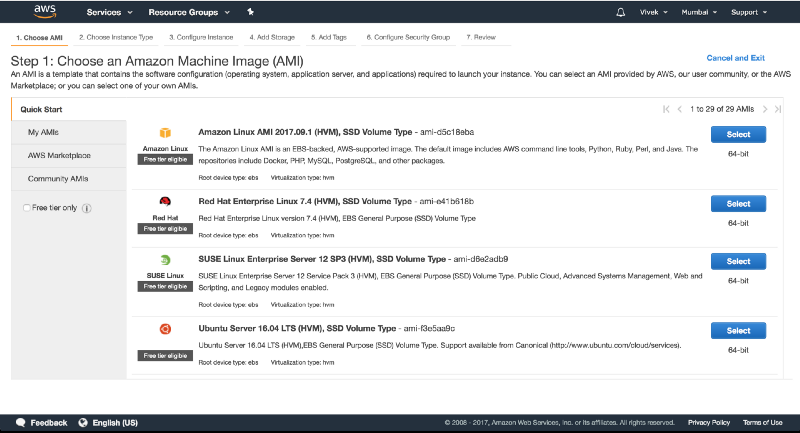 aws Services Resource Groups Vivek Mumbai Support
1. Choose AMI 2. Choose Instance Type 3. Configure Instance 4. Add Storage 5. Add Tags 6. Configure Security Group 7. Review
Step 1: Choose an Amazon Machine Image (AMI)
Cancel and Exit
An AMI is a template that contains the software configuration (operating system, application server, and applications) required to launch your instance. You can select an AMI provided by AWS, our user community, or the AWS
Marketplace; or you can select one of your own AMIs.
Quick Start
1 to 29 of 29 AMIs
My AMIs
AWS Marketplace
Community AMIs
Free tier only
Amazon Linux
Free tier eligible
Amazon Linux AMI 2017.09.1 (HVM), SSD Volume Type - ami-d5c18eba
The Amazon Linux AMI is an EBS-backed, AWS-supported image. The default image includes AWS command line tools, Python, Ruby, Perl, and Java. The
repositories include Docker, PHP, MySQL, PostgreSQL, and other packages.
Root device type: ebs Virtualization type: hvm
Select
64-bit
Red Hat
Free tier eligible
Red Hat Enterprise Linux 7.4 (HVM), SSD Volume Type - ami-e41b618b
Red Hat Enterprise Linux version 7.4 (HVM), EBS General Purpose (SSD) Volume Type
Root device type: ebs Virtualization type: hvm
Select
64-bit
SUSE Linux
Free tier eligible
SUSE Linux Enterprise Server 12 SP3 (HVM), SSD Volume Type - ami-d6e2adb9
SUSE Linux Enterprise Server 12 Service Pack 3 (HVM), EBS General Purpose (SSD) Volume Type. Public Cloud, Advanced Systems Management, Web and
Scripting, and Legacy modules enabled.
Root device type: ebs Virtualization type: hvm
Select
64-bit
Free tier eligible
Ubuntu Server 16.04 LTS (HVM), SSD Volume Type - ami-f3e5aa9c
Ubuntu Server 16.04 LTS (HVM),EBS General Purpose (SSD) Volume Type. Support available from Canonical (http://www.ubuntu.com/cloud/services).
Root device type: ebs Virtualization type: hvm
Select
64-bit
Feedback English (US) © 2008 - 2017, Amazon Web Services, Inc. or its affiliates. All rights reserved. Privacy Policy Terms of Use